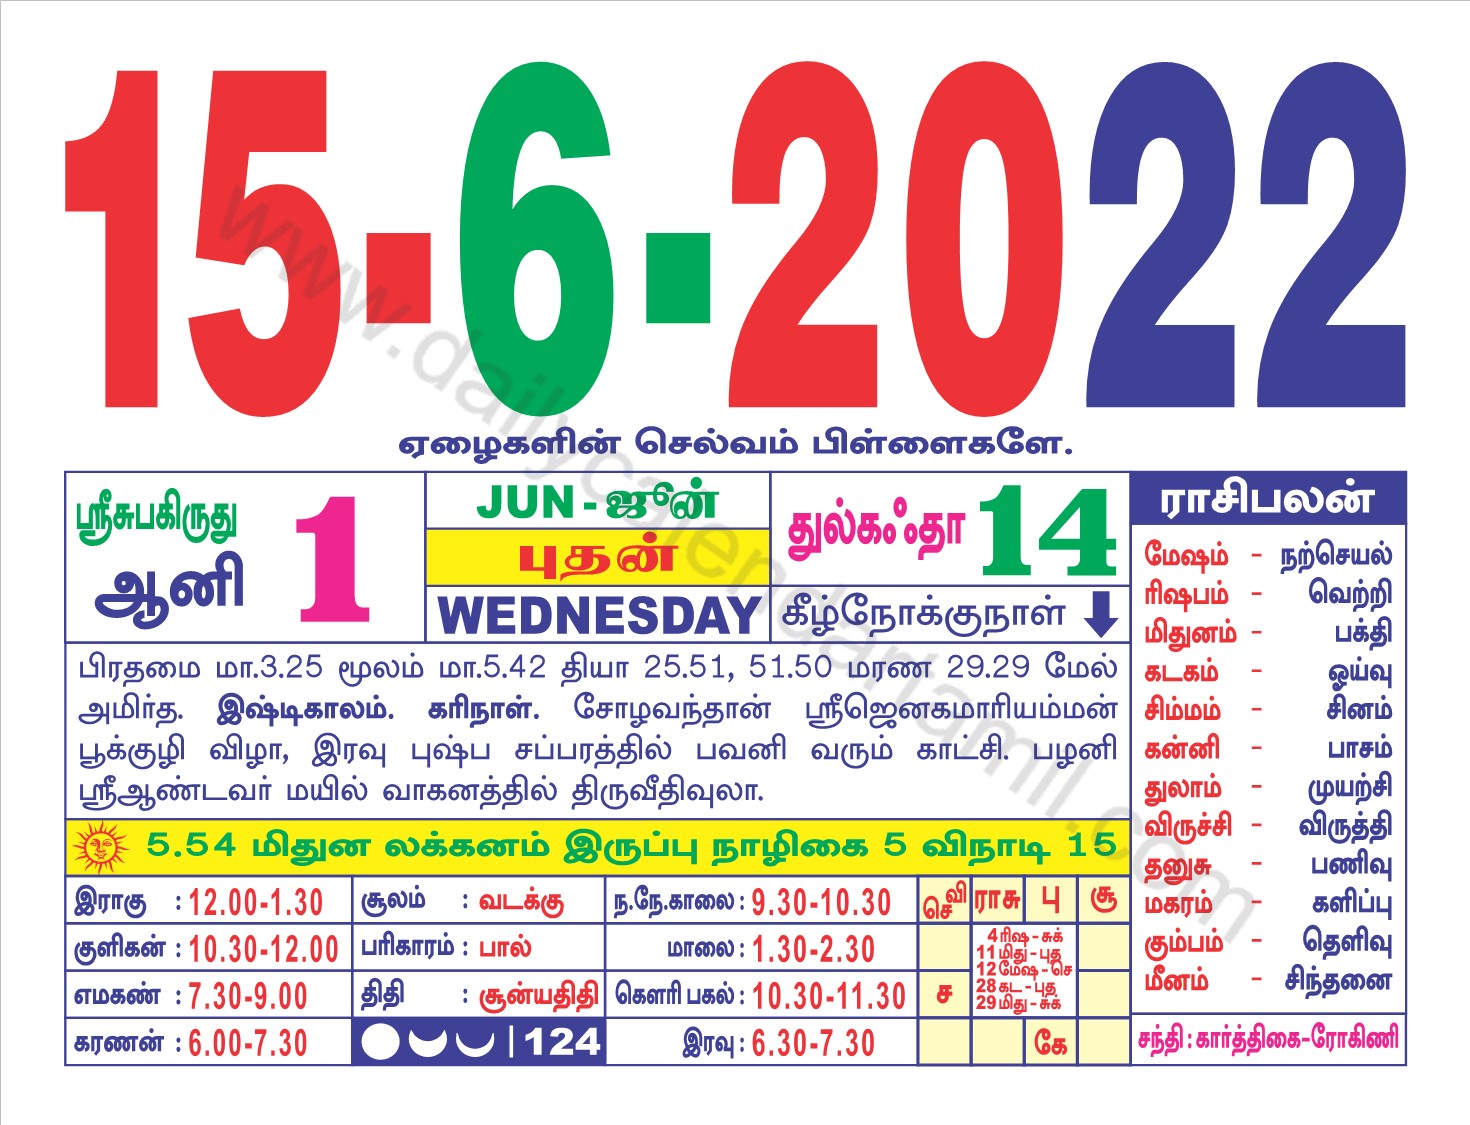 15-6-2022
ஏழைகளின் செல்வம் பிள்ளைகளே.
ஸ்ரீசுபகிருது
ஆனி 1
JUN - ஜூன்
புதன்
WEDNESDAY
துல்கஃதா 14
கீழ்நோக்குநாள்
பிரதமை மா.3.25 மூலம் மா.5.42 தியா 25.51, 51.50 மரண 29.29 மேல்
அமிர்த. இஷ்டிகாலம். கரிநாள். சோழவந்தான் ஸ்ரீஜெனகமாரியம்மன்
பூக்குழி விழா, இரவு புஷ்ப சப்பரத்தில் பவனி வரும் காட்சி. பழனி
ஸ்ரீஆண்டவர் மயில் வாகனத்தில் திருவீதிவுலா.
5.54 மிதுன லக்கனம் இருப்பு நாழிகை 5 விநாடி 15
இராகு : 12.00-1.30
குளிகன் : 10.30-12.00
எமகண் : 7.30-9.00
கரணன் : 6.00-7.30
சூலம் : வடக்கு
பரிகாரம் : பால்
திதி : சூன்யதிதி
| 124
ந.நே.காலை : 9.30-10.30
மாலை : 1.30-2.30
கௌரி பகல் : 10.30-11.30
இரவு : 6.30-7.30
வி செ ராசு பு சூ
4 ரிஷ - சுக்
11 மிது - புத
12 மேஷ - செ
28 கட - புத
29 மிது - சுக்
ச
கே
ராசிபலன்
மேஷம் - நற்செயல்
ரிஷபம் - வெற்றி
மிதுனம் - பக்தி
கடகம் - ஓய்வு
சிம்மம் - சினம்
கன்னி - பாசம்
துலாம் - முயற்சி
விருச்சி - விருத்தி
தனுசு - பணிவு
மகரம் - களிப்பு
கும்பம் - தெளிவு
மீனம் - சிந்தனை
சந்தி : கார்த்திகை-ரோகிணி
www.dailycalendartamil.com